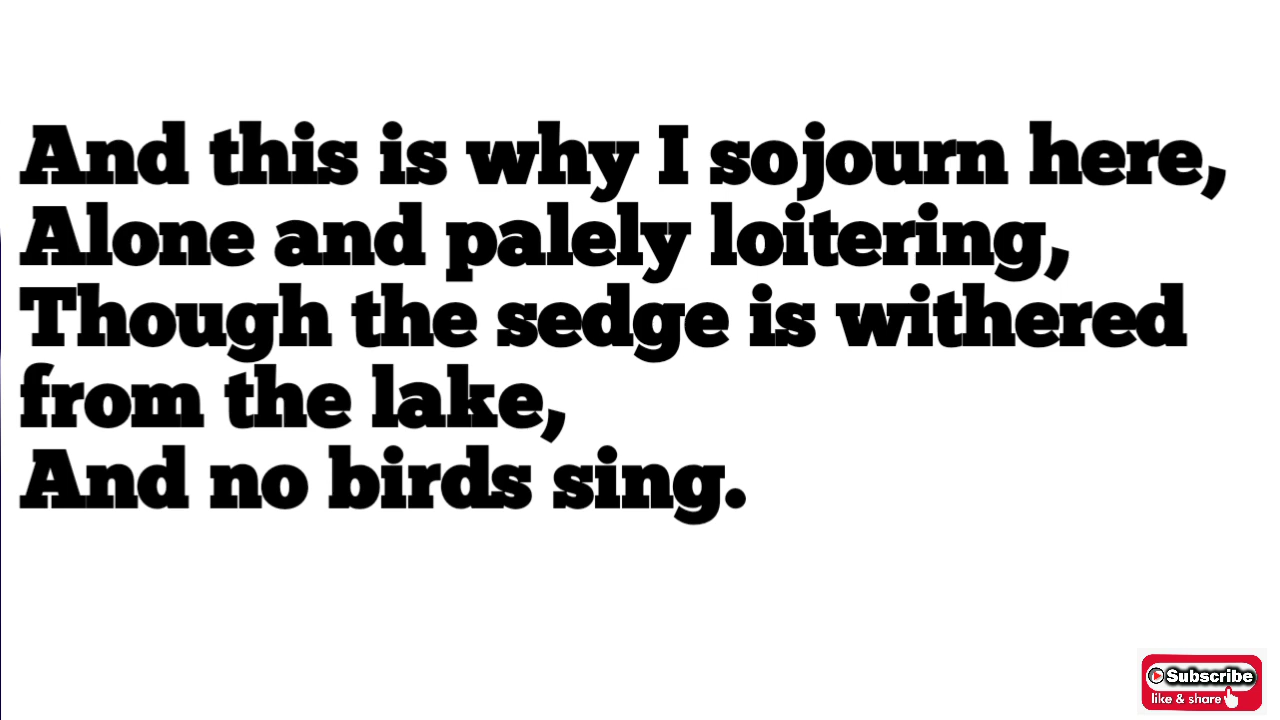 And this is why I sojourn here,
Alone and palely loitering,
Though the sedge is withered
from the lake,
And no birds sing.
Subscribe
like & share